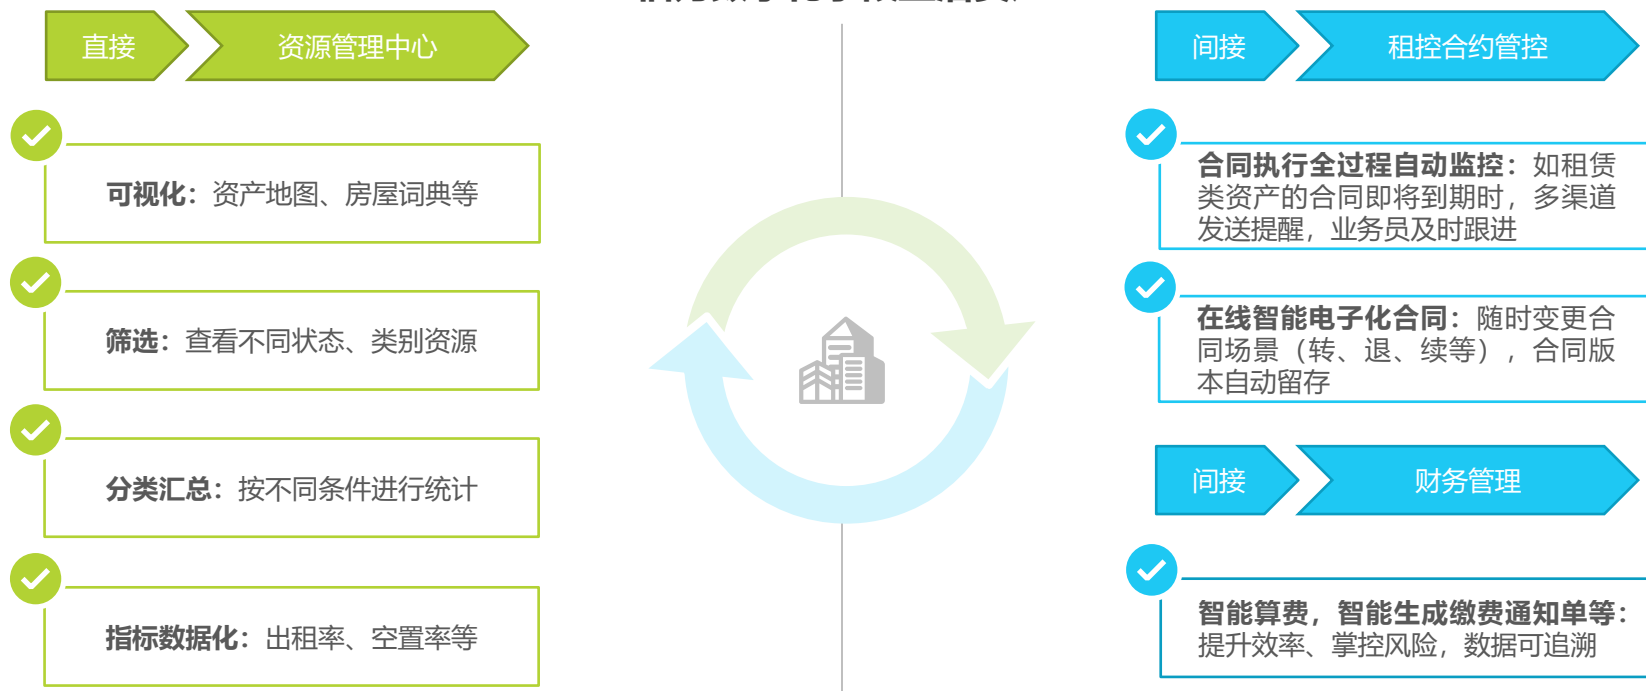 直接
资源管理中心
可视化：资产地图、房屋词典等
筛选：查看不同状态、类别资源
分类汇总：按不同条件进行统计
指标数据化：出租率、空置率等
间接
租控合约管控
合同执行全过程自动监控：如租赁
类资产的合同即将到期时，多渠道
发送提醒，业务员及时跟进
在线智能电子化合同：随时变更合
同场景（转、退、续等），合同版
本自动留存
间接
财务管理
智能算费，智能生成缴费通知单等：
提升效率、掌控风险，数据可追溯